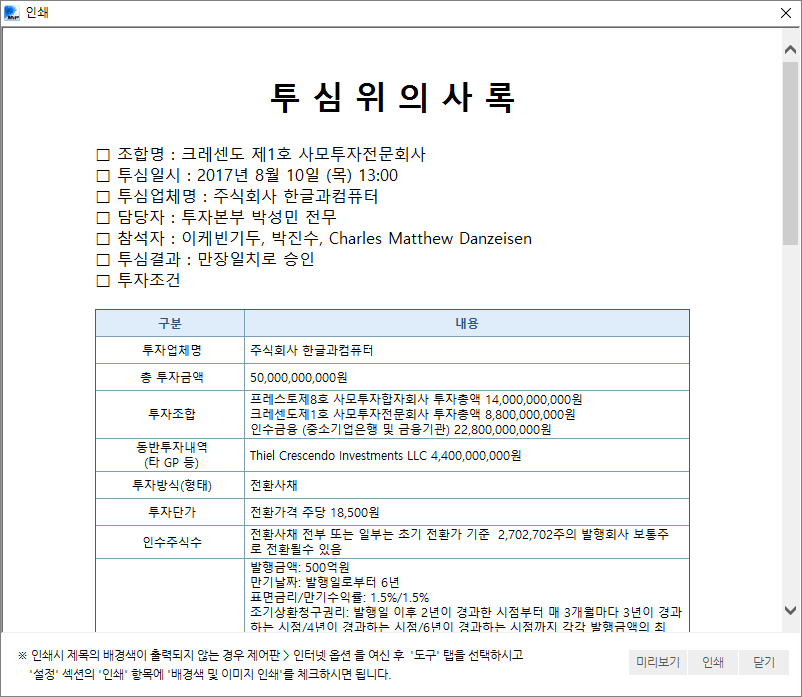 인쇄
투 심 위 의 사 록
□ 조합명 : 크레센도 제1호 사모투자전문회사
□ 투심일시 : 2017년 8월 10일 (목) 13:00
□ 투심업체명 : 주식회사 한글과컴퓨터
□ 담당자 : 투자본부 박성민 전무
□ 참석자 : 이케빈기두, 박진수, Charles Matthew Danzeisen
□ 투심결과 : 만장일치로 승인
□ 투자조건
구분 내용
투자업체명 주식회사 한글과컴퓨터
총 투자금액 50,000,000,000원
투자조합
프레스토제8호 사모투자합자회사 투자총액 14,000,000,000원
크레센도제1호 사모투자전문회사 투자총액 8,800,000,000원
인수금융 (중소기업은행 및 금융기관) 22,800,000,000원
동반투자내역
(타 GP 등)
Thiel Crescendo Investments LLC 4,400,000,000원
투자방식(형태) 전환사채
투자단가 전환가격 주당 18,500원
인수주식수
전환사채 전부 또는 일부는 초기 전환가 기준  2,702,702주의 발행회사 보통주
로 전환될수 있음
발행금액: 500억원
만기날짜: 발행일로부터 6년
표면금리/만기수익률: 1.5%/1.5%
조기상환청구권리: 발행일 이후 2년이 경과한 시점부터 매 3개월마다 3년이 경과
하는 시점/4년이 경과하는 시점/6년이 경과하는 시점까지 각각 발행금액의 최
※ 인쇄시 제목의 배경색이 출력되지 않는 경우 제어판 > 인터넷 옵션 을 여신 후 '도구' 탭을 선택하시고
'설정' 섹션의 '인쇄' 항목에 '배경색 및 이미지 인쇄'를 체크하시면 됩니다.
미리보기 인쇄 닫기